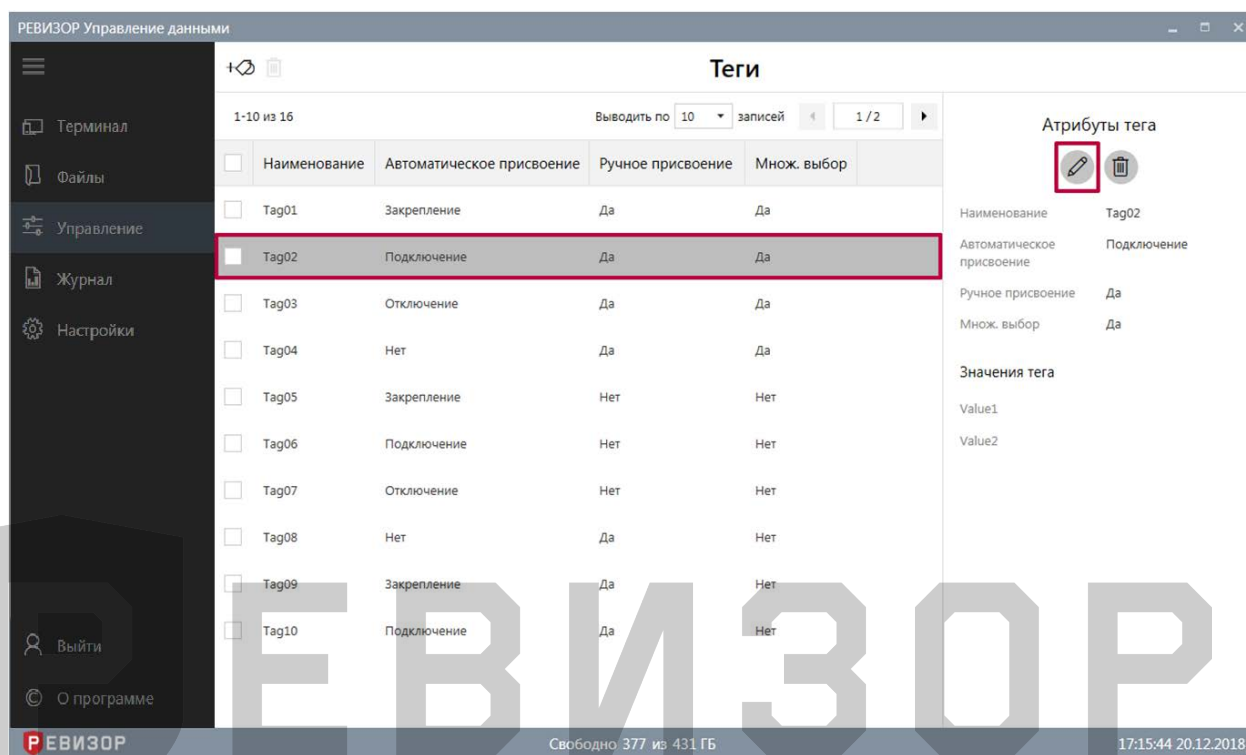 РЕВИЗОР Управление данными
Теги
Терминал
Файлы
Управление
Журнал
Настройки
Выйти
О программе
1-10 из 16 Выводить по 10 записей 1 / 2
Наименование Автоматическое присвоение Ручное присвоение Множ. выбор
Tag01 Закрепление Да Да
Tag02 Подключение Да Да
Tag03 Отключение Да Да
Tag04 Нет Да Да
Tag05 Закрепление Нет Нет
Tag06 Подключение Нет Нет
Tag07 Отключение Нет Нет
Tag08 Нет Да Нет
Tag09 Закрепление Да Нет
Tag10 Подключение Да Нет
Атрибуты тега
Наименование Tag02
Автоматическое Подключение
присвоение
Ручное присвоение Да
Множ. выбор Да
Значения тега
Value1
Value2
РЕВИЗОР
РЕВИЗОР Свободно 377 из 431 ГБ 17:15:44 20.12.2018